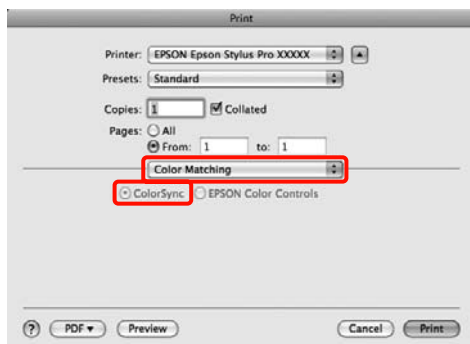 Print
Printer: EPSON Epson Stylus Pro XXXXX
Presets: Standard
Copies: 1 Collated
Pages: All
From: 1 to: 1
Color Matching
ColorSync EPSON Color Controls
? PDF ▾ Preview Cancel Print